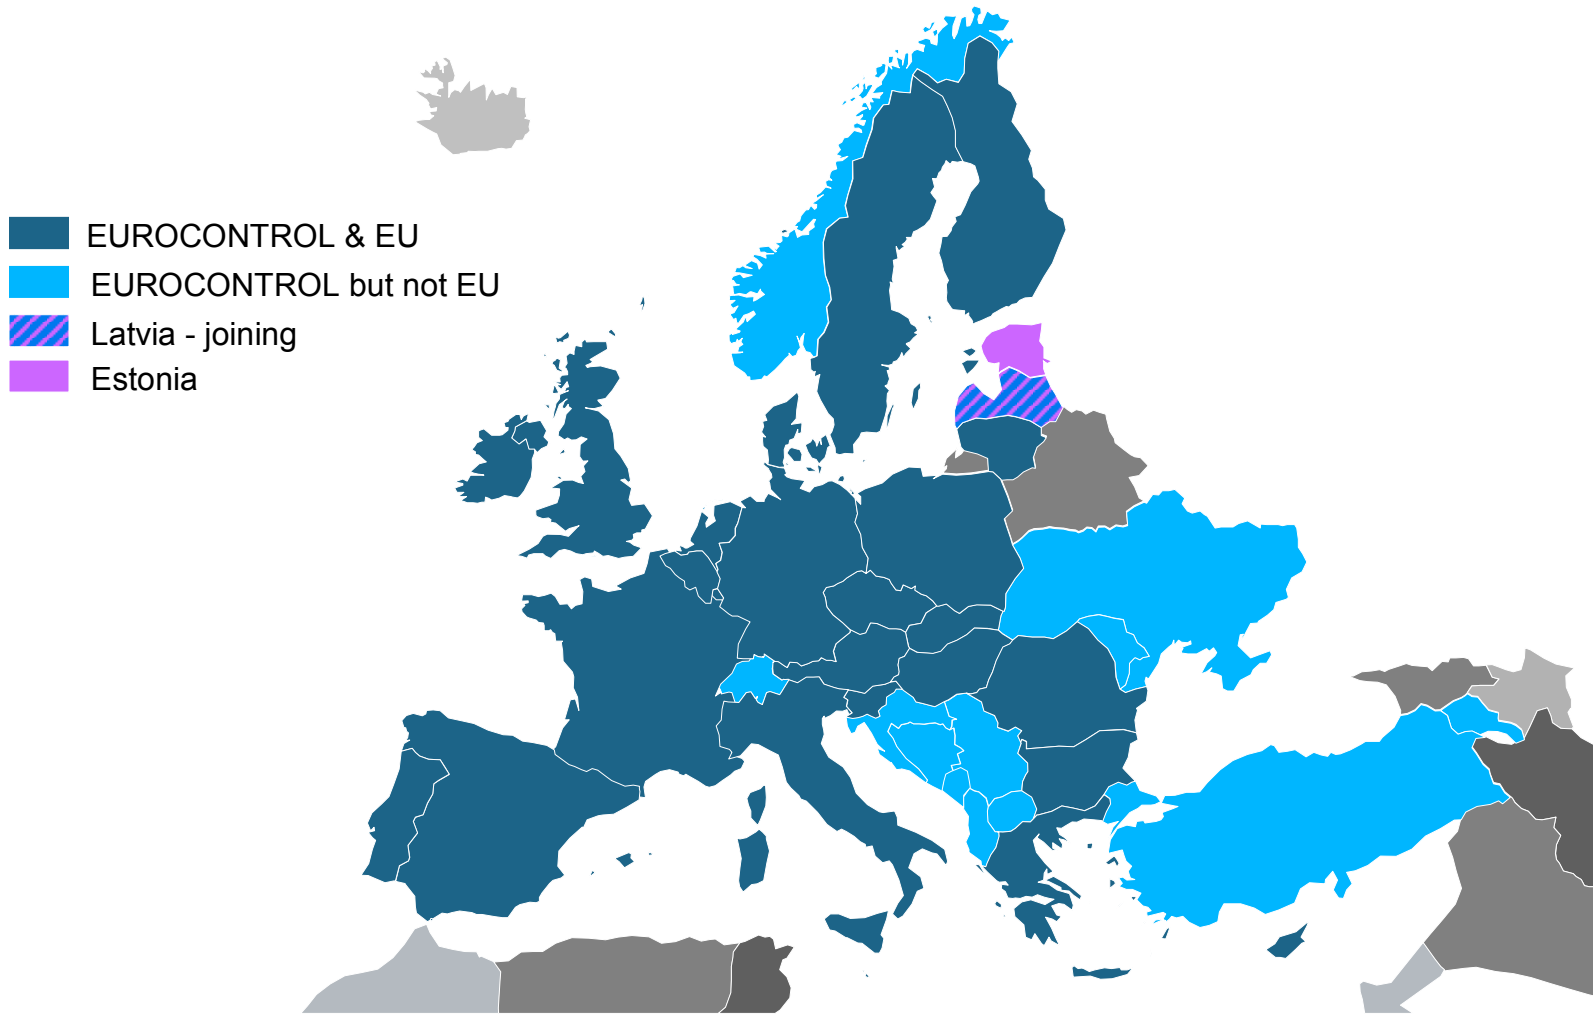 EUROCONTROL & EU
EUROCONTROL but not EU
Latvia - joining
Estonia